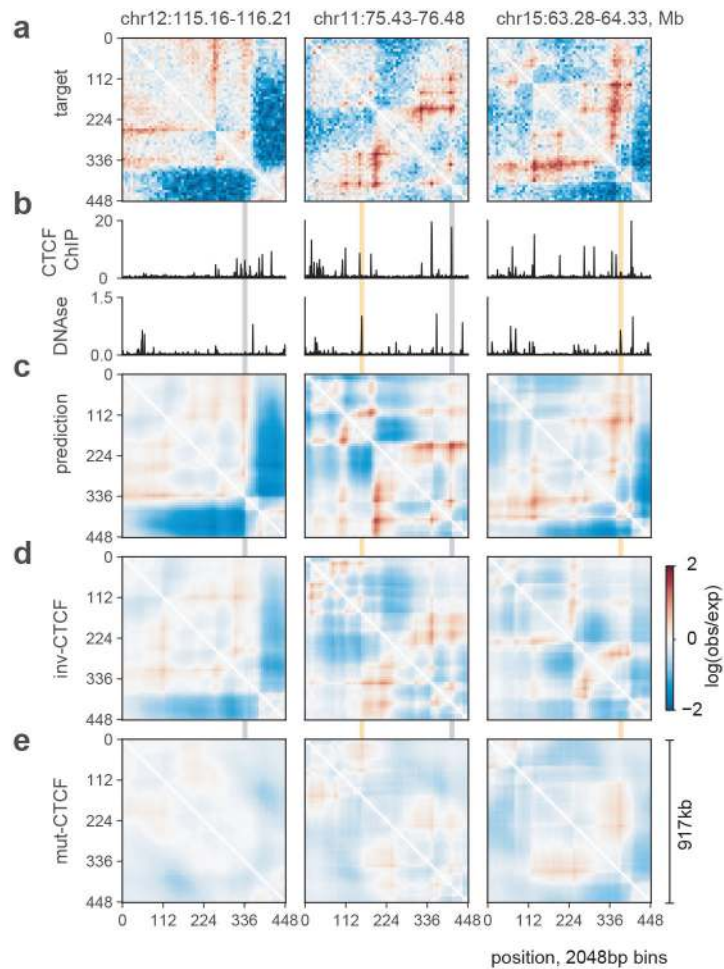 chr12:115.16-116.21 chr11:75.43-76.48 chr15:63.28-64.33, Mb
a
0
112
224
336
448
target
b
20
0
CTCF
ChIP
1.5
0.0
DNAse
c
0
112
224
336
448
prediction
d
0
112
224
336
448
inv-CTCF
2
0
−2
log(obs/exp)
e
0
112
224
336
448
mut-CTCF
917kb
0 112 224 336 448 0 112 224 336 448 0 112 224 336 448
position, 2048bp bins